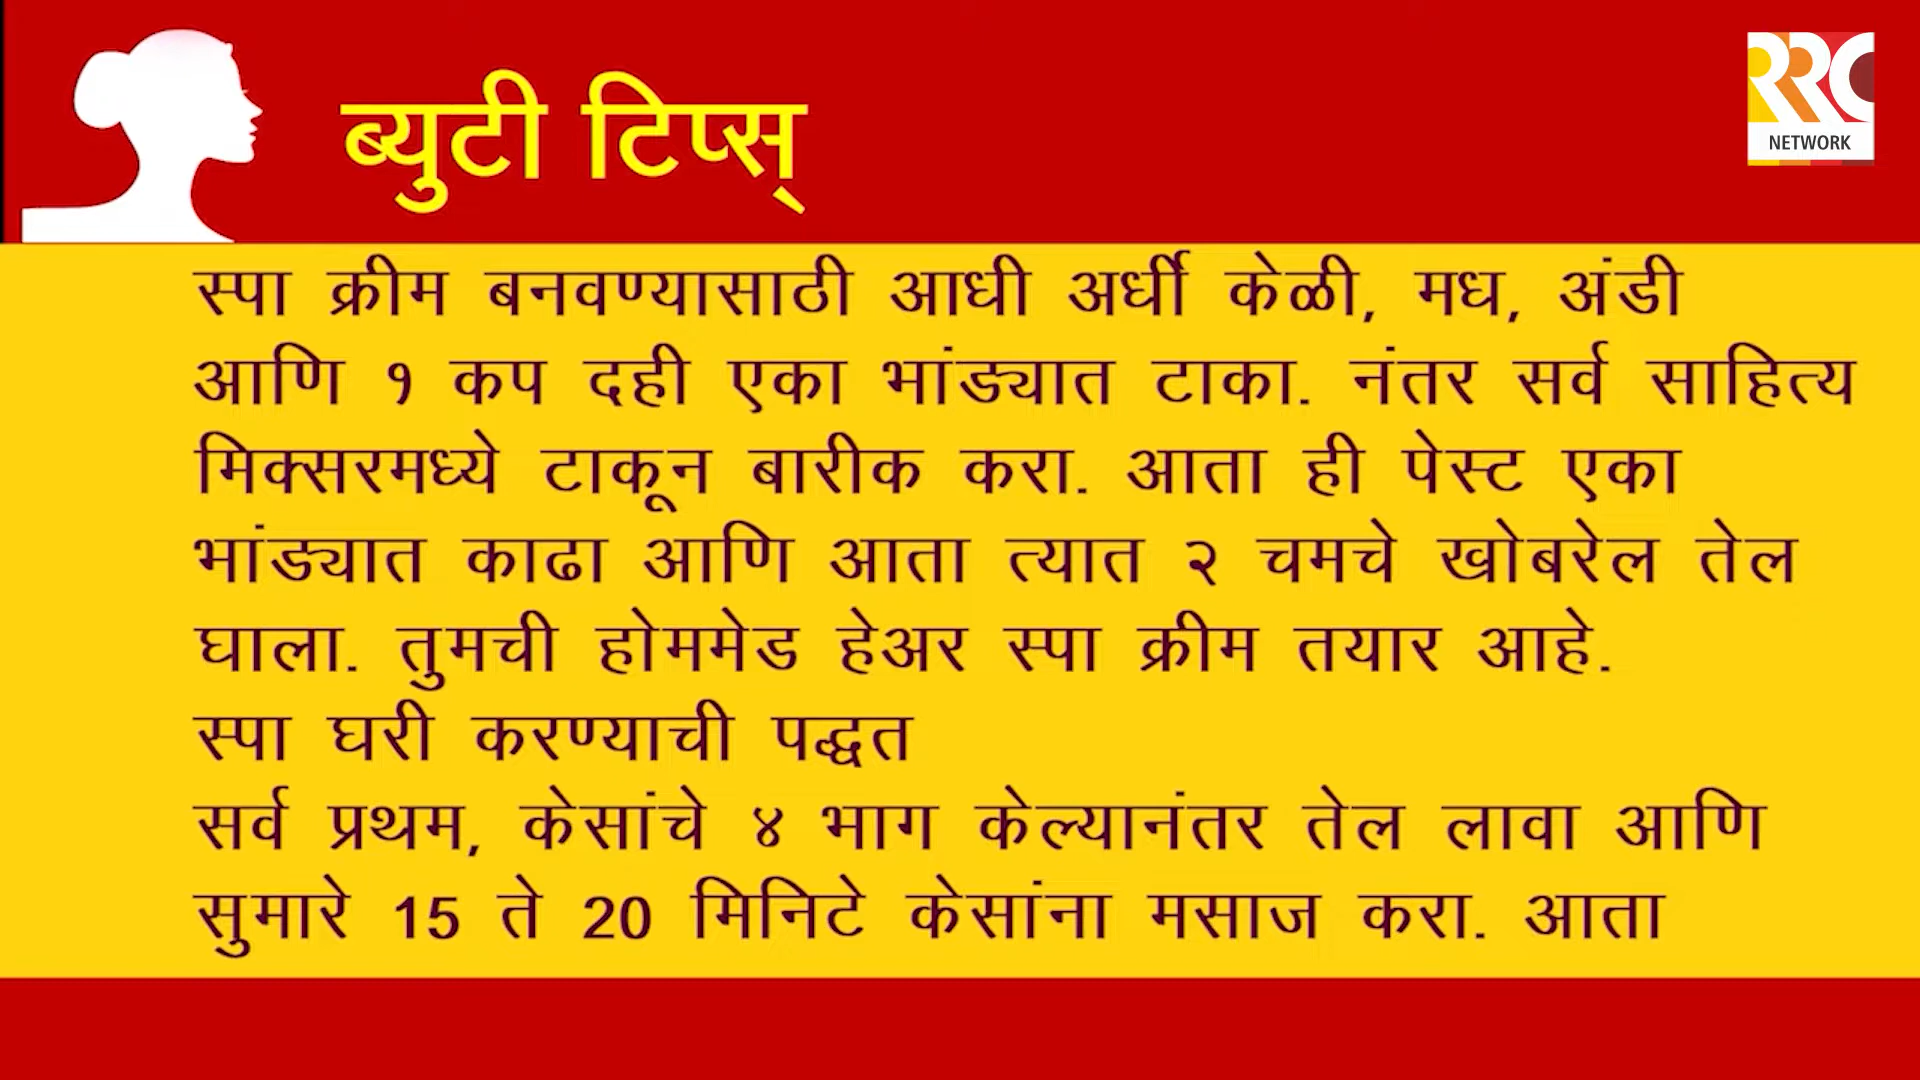 ब्युटी टिप्स्
RRC
NETWORK
स्पा क्रीम बनवण्यासाठी आधी अर्धी केळी, मध, अंडी
आणि १ कप दही एका भांड्यात टाका. नंतर सर्व साहित्य
मिक्सरमध्ये टाकून बारीक करा. आता ही पेस्ट एका
भांड्यात काढा आणि आता त्यात २ चमचे खोबरेल तेल
घाला. तुमची होममेड हेअर स्पा क्रीम तयार आहे.
स्पा घरी करण्याची पद्धत
सर्व प्रथम, केसांचे ४ भाग केल्यानंतर तेल लावा आणि
सुमारे 15 ते 20 मिनिटे केसांना मसाज करा. आता